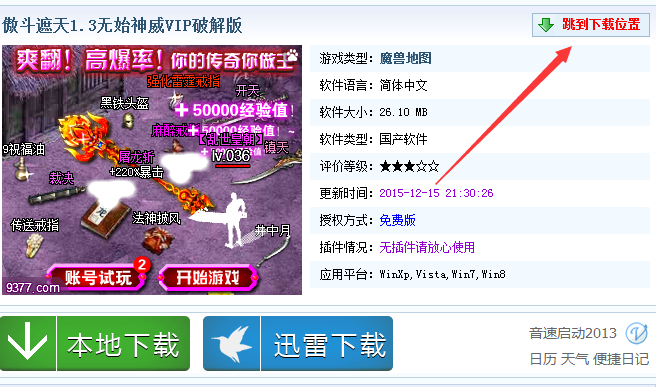 傲斗遮天1.3无始神威VIP破解版
跳到下载位置
爽翻！高爆率！你的传奇你做主
强化雷霆戒指
开天
黑铁头盔
+ 50000经验值！
麻痹戒
+ 50000经验值！~
【乱世皇朝】
镇天
9祝福油
屠龙折
lv.036
+220%暴击
裁决
龙
传送戒指
法神披风
井中月
账号试玩
2
开始游戏
9377.com
游戏类型：魔兽地图
软件语言：简体中文
软件大小：26.10 MB
软件类型：国产软件
评价等级：★★★☆☆
更新时间：2015-12-15 21:30:26
授权方式：免费版
插件情况：无插件请放心使用
应用平台：WinXp,Vista,Win7,Win8
本地下载
迅雷下载
音速启动2013
日历 天气 便捷日记